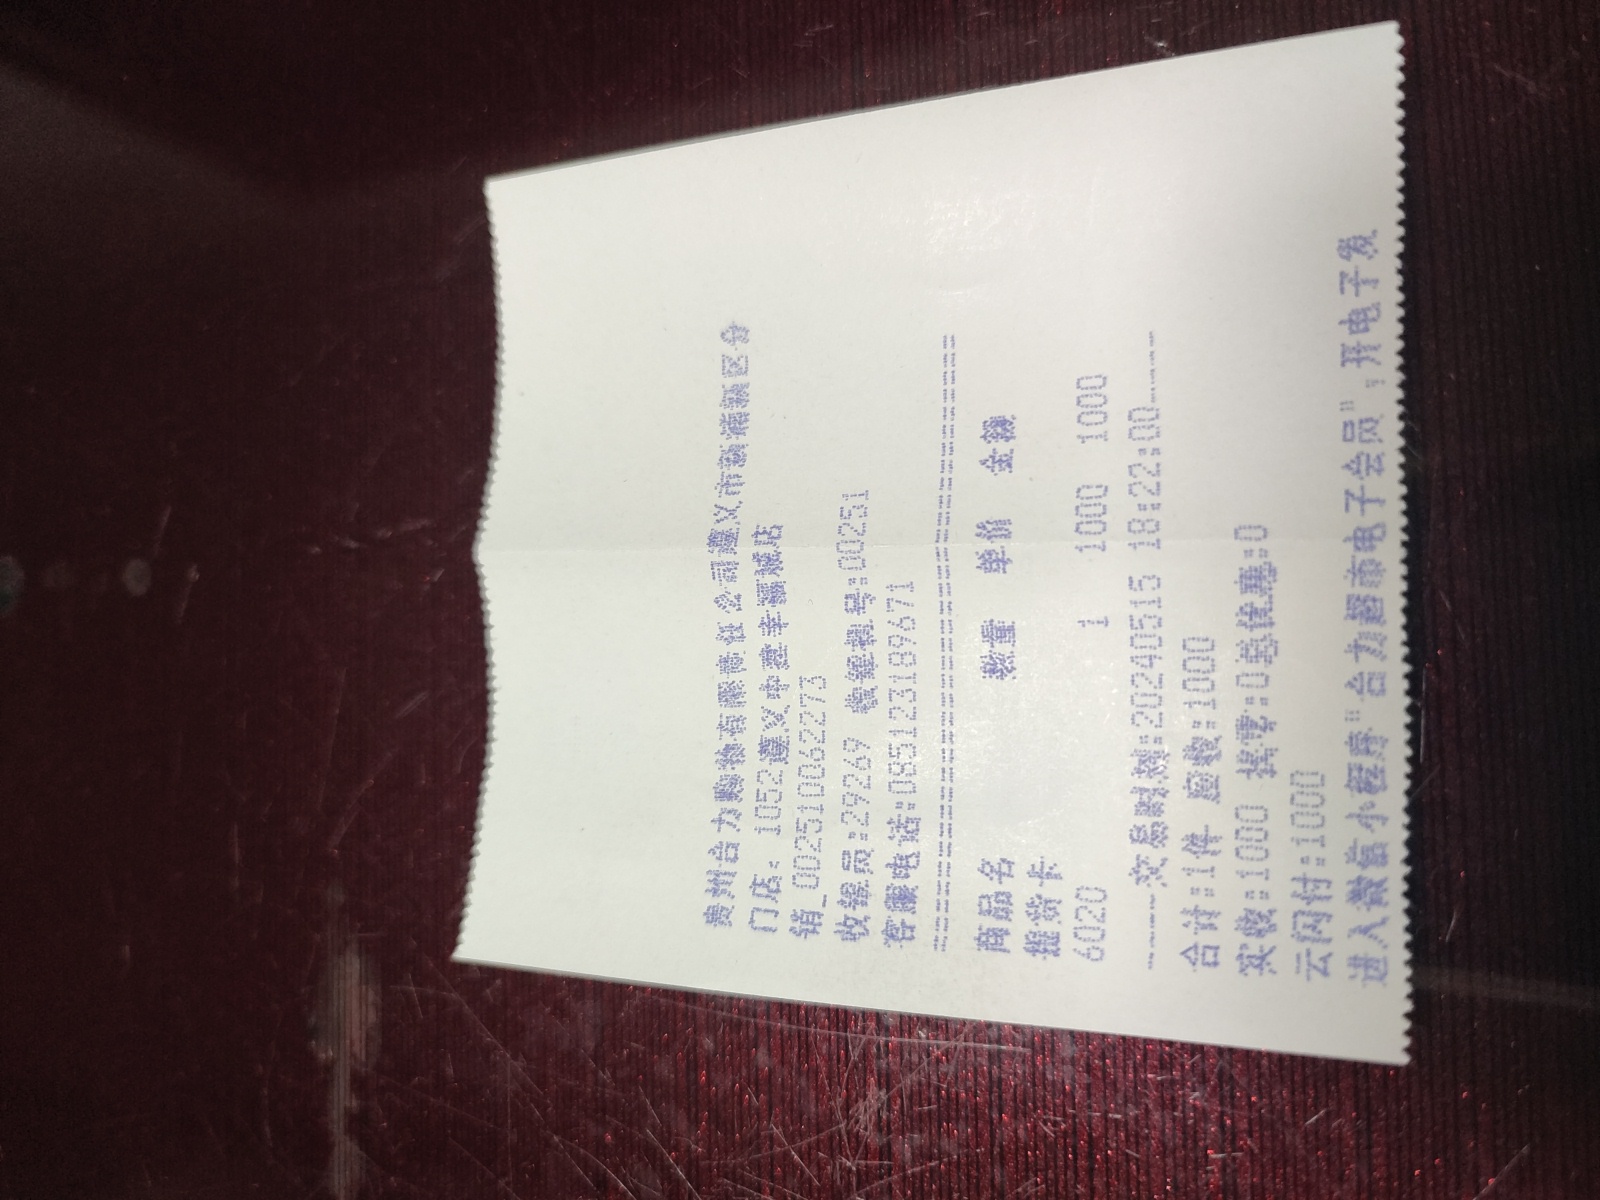 贵州合力购物有限责任公司遵义市新蒲新区分
门店: 1052遵义中建幸福城店
销_002510062273
收银员:29269 收银机号:00251
客服电话:085123189671
================================
商品名 数量 单价 金额
提货卡
6020 1 1000 1000
------交易时刻:20240515 18:22:00------
合计:1件 应收:1000
实收:1000 找零:0总优惠:0
云闪付:1000
进入微信小程序"合力超市电子会员",开电子发